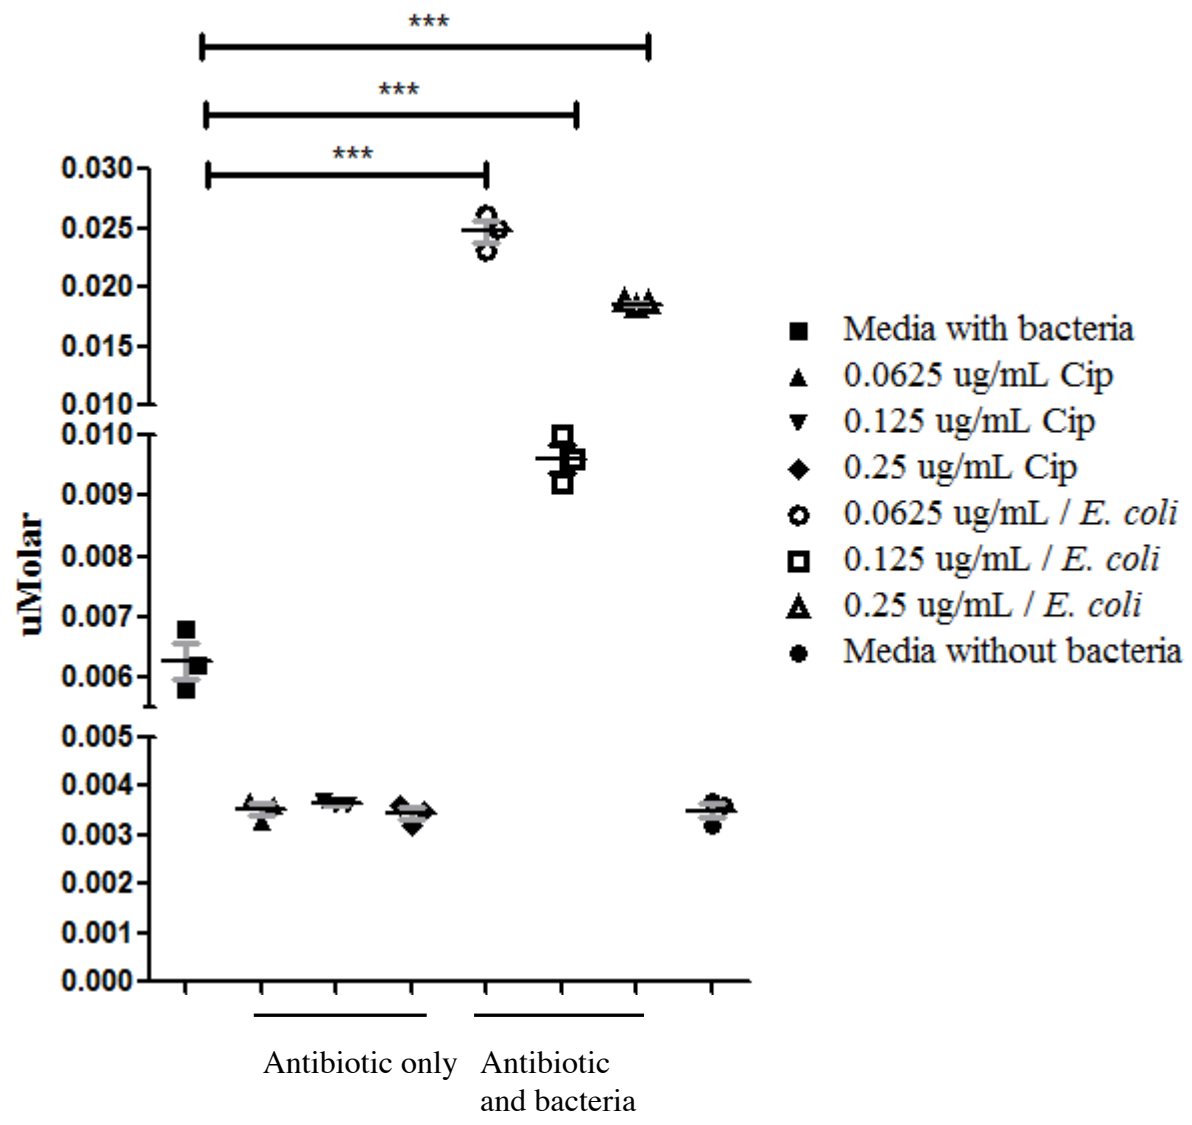 ***
***
***
0.030
0.025
0.020
0.015
0.010
0.010
0.009
0.008
0.007
0.006
0.005
0.004
0.003
0.002
0.001
0.000
uMolar
Media with bacteria
0.0625 ug/mL Cip
0.125 ug/mL Cip
0.25 ug/mL Cip
0.0625 ug/mL / E. coli
0.125 ug/mL / E. coli
0.25 ug/mL / E. coli
Media without bacteria
Antibiotic only
Antibiotic
and bacteria